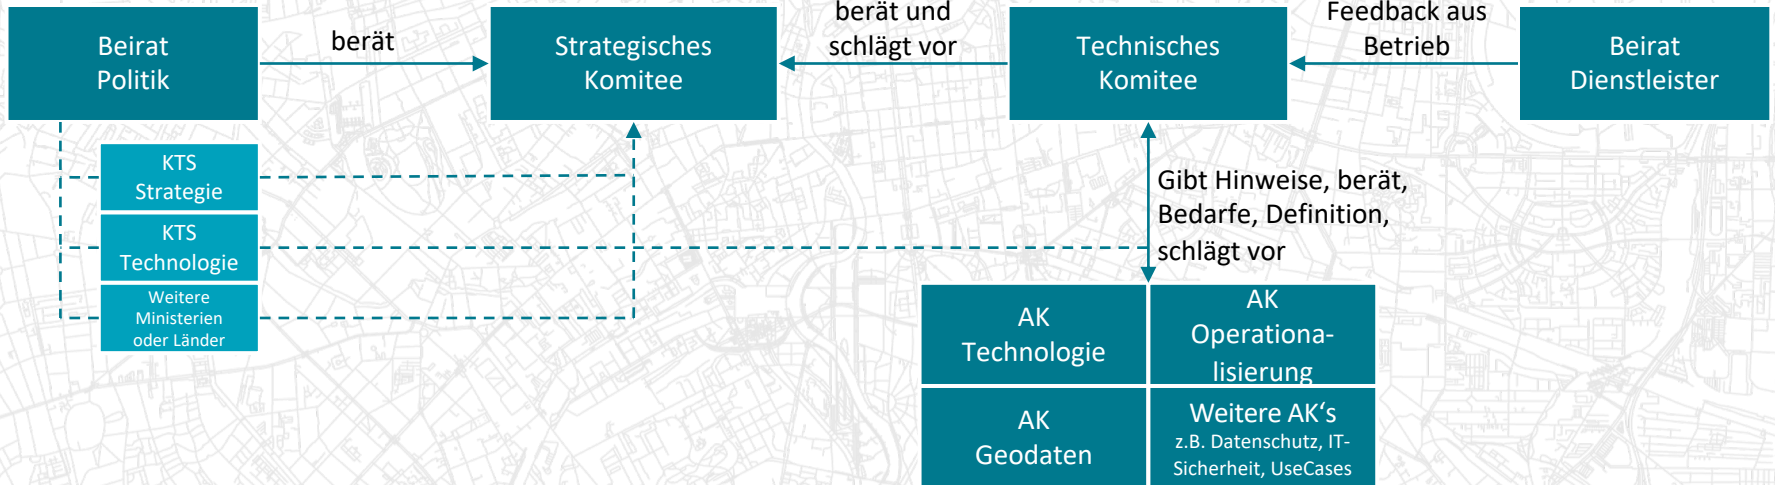 Beirat
Politik
berät
Strategisches
Komitee
berät und
schlägt vor
Technisches
Komitee
Feedback aus
Betrieb
Beirat
Dienstleister
KTS
Strategie
KTS
Technologie
Weitere
Ministerien
oder Länder
Gibt Hinweise, berät,
Bedarfe, Definition,
schlägt vor
AK
Technologie
AK
Operationa-
lisierung
AK
Geodaten
Weitere AK‘s
z.B. Datenschutz, IT-
Sicherheit, UseCases